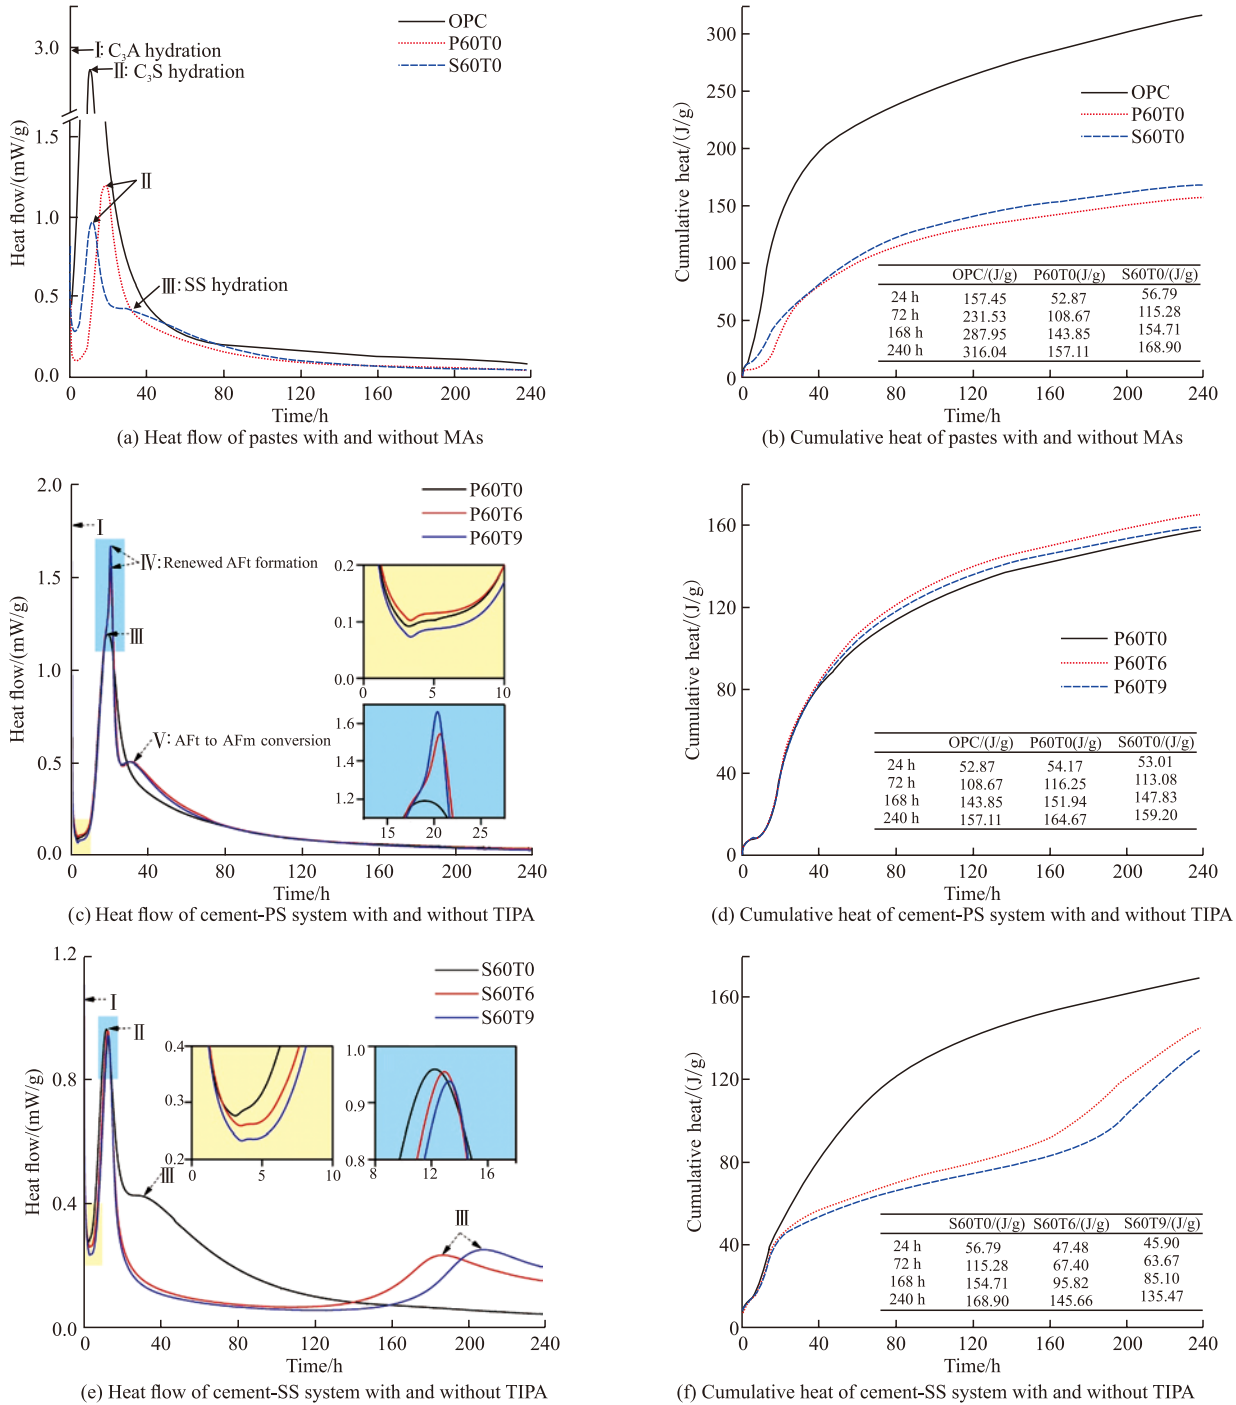 OPC
P60T0
S60T0
3.0
Ⅰ: C₃A hydration
Ⅱ: C₃S hydration
1.5
Ⅱ
1.0
Ⅲ: SS hydration
0.5
0.0
0 40 80 120 160 200 240
Heat flow/(mW/g)
Time/h
(a) Heat flow of pastes with and without MAs
300
250
200
150
100
50
0
OPC
P60T0
S60T0
OPC/(J/g) P60T0(J/g) S60T0/(J/g)
24 h 157.45 52.87 56.79
72 h 231.53 108.67 115.28
168 h 287.95 143.85 154.71
240 h 316.04 157.11 168.90
0 40 80 120 160 200 240
Cumulative heat/(J/g)
Time/h
(b) Cumulative heat of pastes with and without MAs
2.0
P60T0
P60T6
P60T9
Ⅰ
Ⅳ: Renewed AFt formation
1.5
Ⅲ
1.0
Ⅴ: AFt to AFm conversion
0.5
0.0
0.2
0.1
0.0
0 5 10
1.6
1.4
1.2
15 20 25
0 40 80 120 160 200 240
Heat flow/(mW/g)
Time/h
(c) Heat flow of cement-PS system with and without TIPA
160
120
80
40
0
P60T0
P60T6
P60T9
OPC/(J/g) P60T0(J/g) S60T0/(J/g)
24 h 52.87 54.17 53.01
72 h 108.67 116.25 113.08
168 h 143.85 151.94 147.83
240 h 157.11 164.67 159.20
0 40 80 120 160 200 240
Cumulative heat/(J/g)
Time/h
(d) Cumulative heat of cement-PS system with and without TIPA
1.2
S60T0
S60T6
S60T9
Ⅰ
Ⅱ
0.8
Ⅲ
0.4
Ⅲ
0.0
0.4
0.3
0.2
0 5 10
1.0
0.9
0.8
8 12 16
0 40 80 120 160 200 240
Heat flow/(mW/g)
Time/h
(e) Heat flow of cement-SS system with and without TIPA
160
120
80
40
0
S60T0/(J/g) S60T6/(J/g) S60T9/(J/g)
24 h 56.79 47.48 45.90
72 h 115.28 67.40 63.67
168 h 154.71 95.82 85.10
240 h 168.90 145.66 135.47
0 40 80 120 160 200 240
Cumulative heat/(J/g)
Time/h
(f) Cumulative heat of cement-SS system with and without TIPA